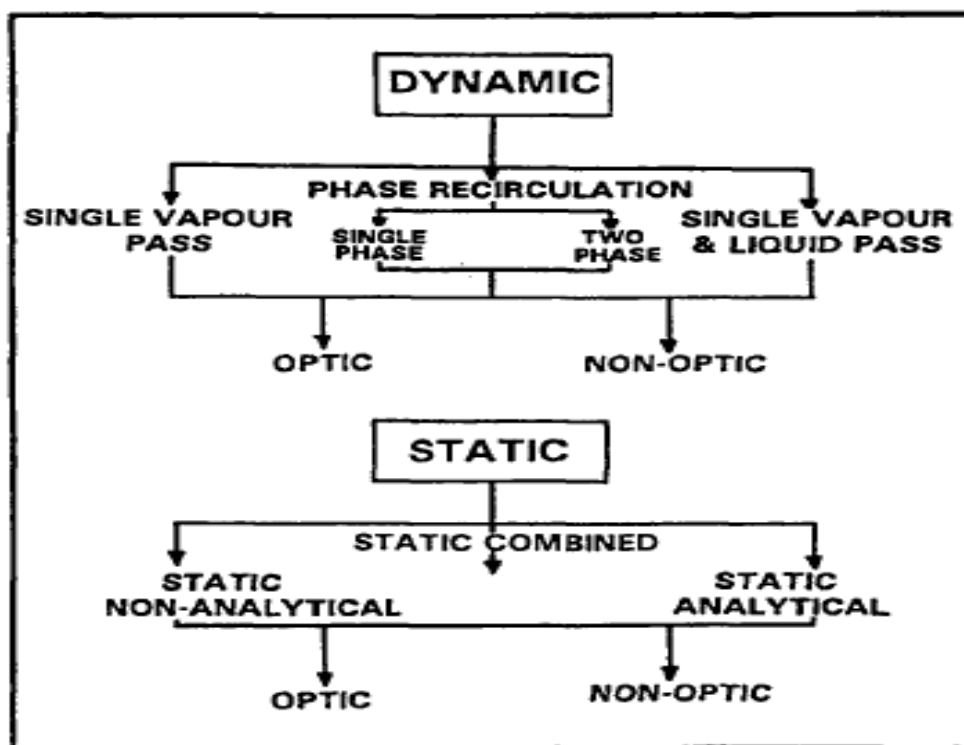 DYNAMIC
PHASE RECIRCULATION
SINGLE VAPOUR
PASS
SINGLE
PHASE
TWO
PHASE
SINGLE VAPOUR
& LIQUID PASS
OPTIC
NON-OPTIC
STATIC
STATIC COMBINED
STATIC
NON-ANALYTICAL
STATIC
ANALYTICAL
OPTIC
NON-OPTIC